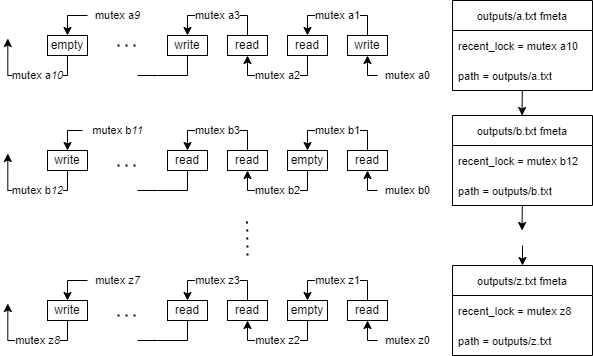 mutex a9 mutex a3 mutex a1
empty ... write read read write
mutex a10 mutex a2 mutex a0
outputs/a.txt fmeta
recent_lock = mutex a10
path = outputs/a.txt
mutex b11 mutex b3 mutex b1
write ... read read empty read
mutex b12 mutex b2 mutex b0
outputs/b.txt fmeta
recent_lock = mutex b12
path = outputs/b.txt
mutex z7 mutex z3 mutex z1
write ... read read empty read
mutex z8 mutex z2 mutex z0
outputs/z.txt fmeta
recent_lock = mutex z8
path = outputs/z.txt